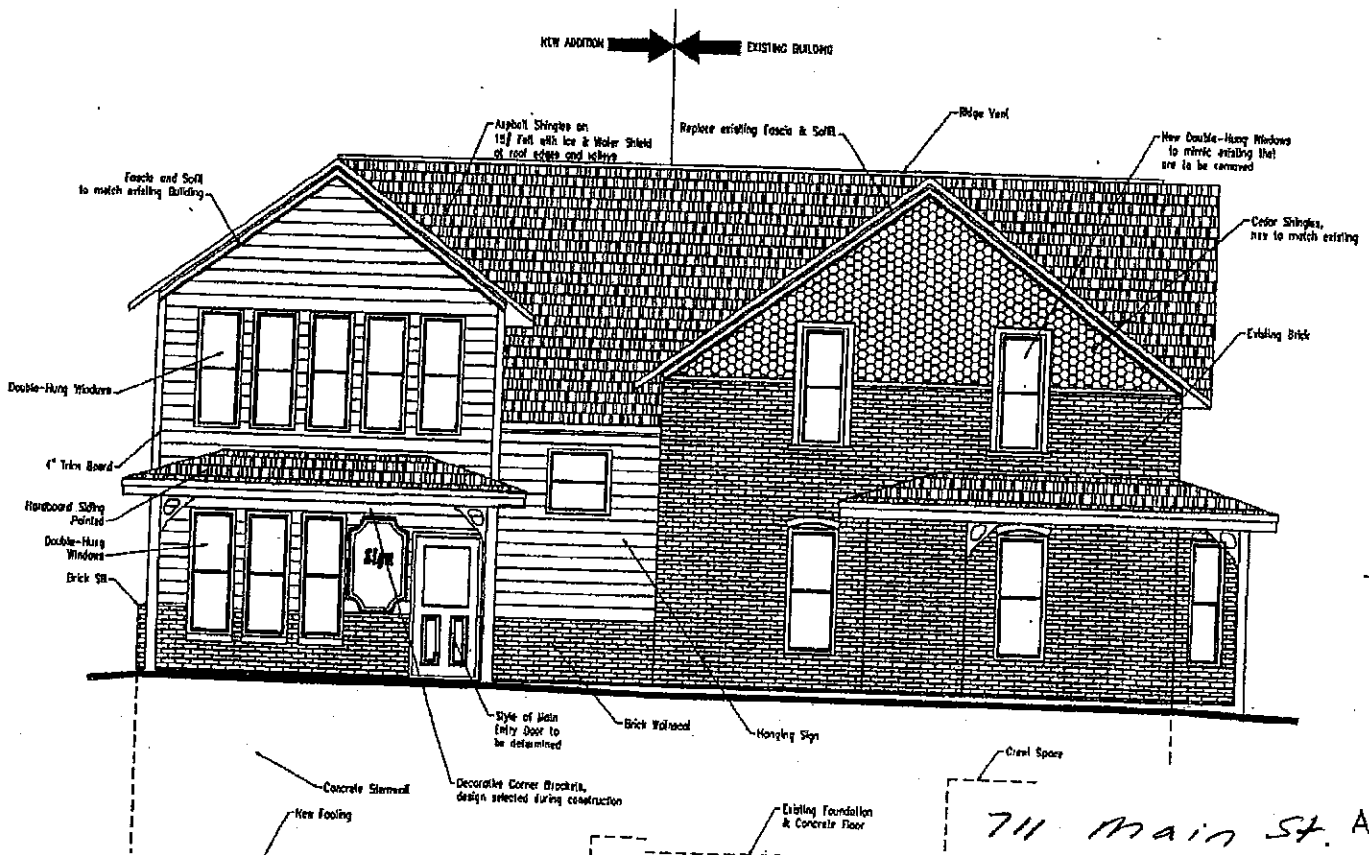 NEW ADDITION
EXISTING BUILDING
Asphalt Shingles on
15# Felt with Ice & Water Shield
at roof edges and valleys
Replace existing Fascia & Soffit
Ridge Vent
New Double-Hung Windows
to mimic existing that
are to be removed
Fascia and Soffit
to match existing Building
Cedar Shingles,
new to match existing
Existing Brick
Double-Hung Windows
4" Trim Board
Hardboard Siding
Painted
Double-Hung
Windows
Brick Sill
Sign
Style of Main
Entry Door to
be determined
Brick Wainscot
Hanging Sign
Crawl Space
Concrete Stemwall
Decorative Corner Brackets,
design selected during construction
New Footing
Existing Foundation
& Concrete Floor
711 Main St. A